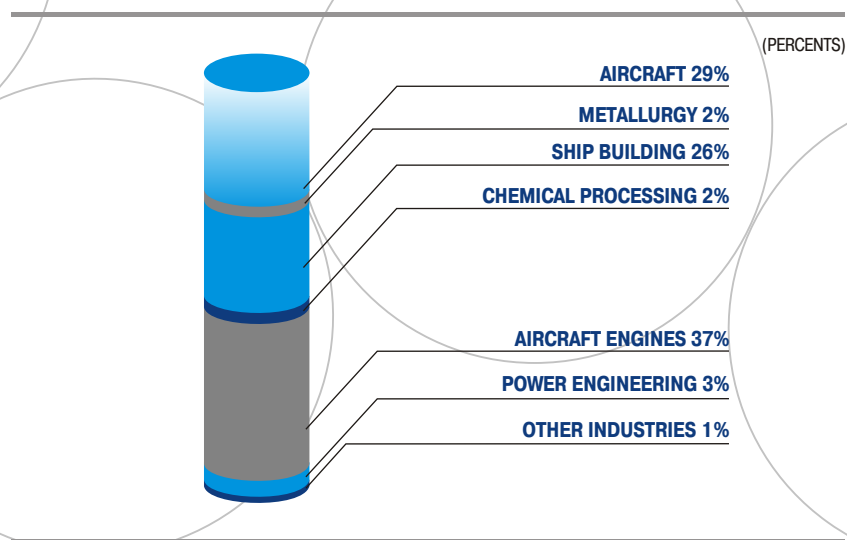 (PERCENTS)
AIRCRAFT 29%
METALLURGY 2%
SHIP BUILDING 26%
CHEMICAL PROCESSING 2%
AIRCRAFT ENGINES 37%
POWER ENGINEERING 3%
OTHER INDUSTRIES 1%